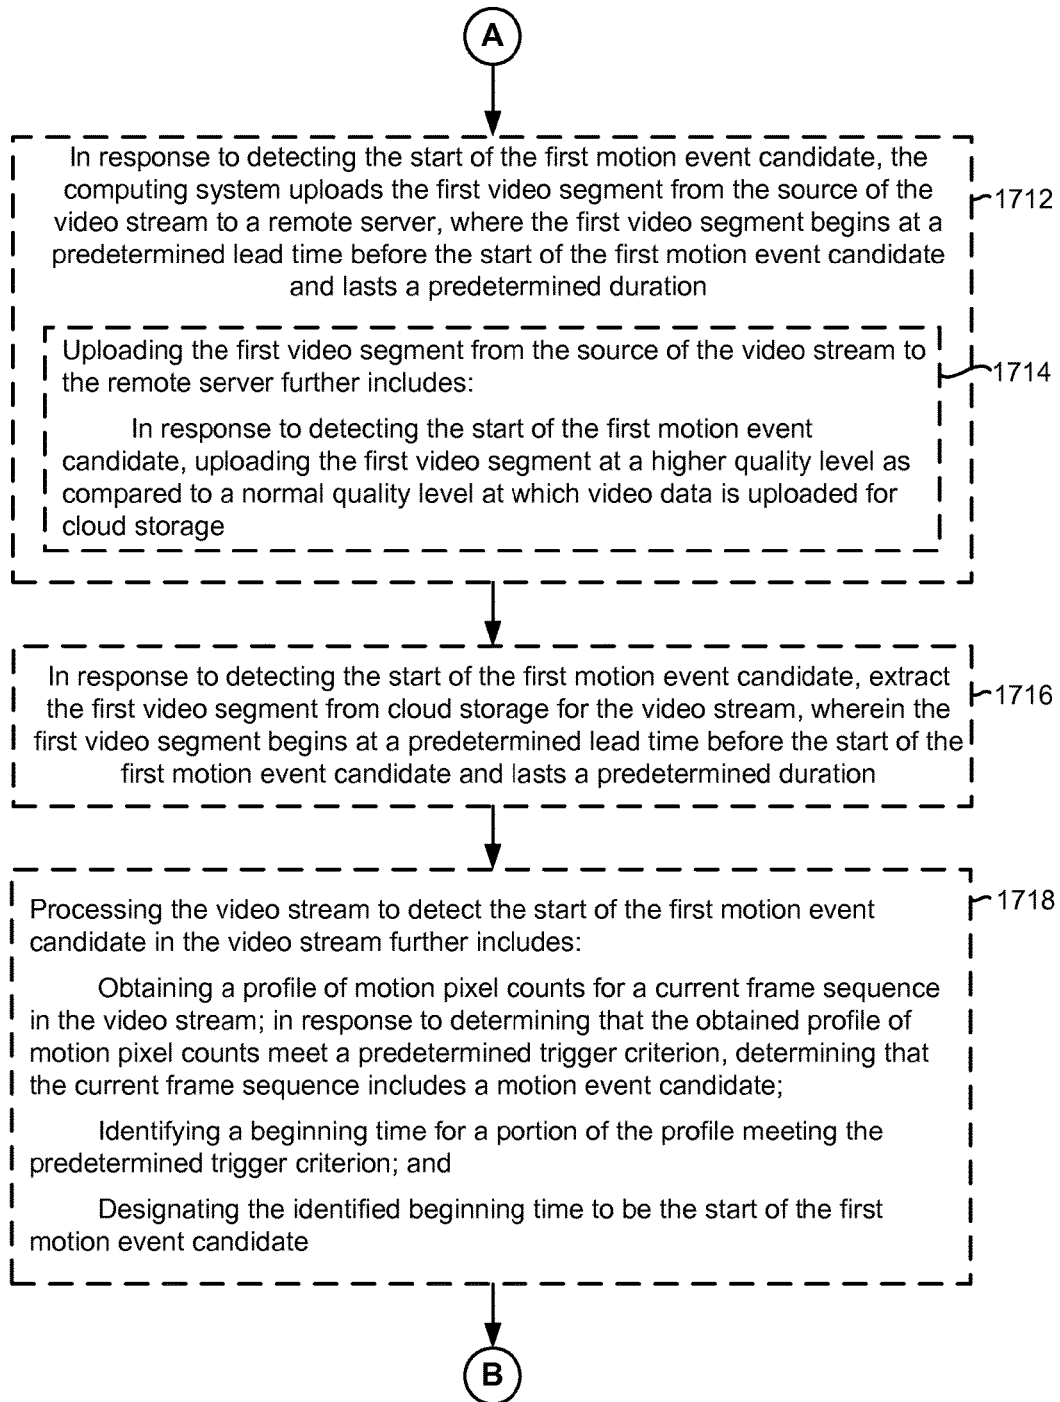 A
In response to detecting the start of the first motion event candidate, the
computing system uploads the first video segment from the source of the
video stream to a remote server, where the first video segment begins at a
predetermined lead time before the start of the first motion event candidate
and lasts a predetermined duration
1712
Uploading the first video segment from the source of the video stream to
the remote server further includes:
In response to detecting the start of the first motion event
candidate, uploading the first video segment at a higher quality level as
compared to a normal quality level at which video data is uploaded for
cloud storage
1714
In response to detecting the start of the first motion event candidate, extract
the first video segment from cloud storage for the video stream, wherein the
first video segment begins at a predetermined lead time before the start of the
first motion event candidate and lasts a predetermined duration
1716
Processing the video stream to detect the start of the first motion event
candidate in the video stream further includes:
Obtaining a profile of motion pixel counts for a current frame sequence
in the video stream; in response to determining that the obtained profile of
motion pixel counts meet a predetermined trigger criterion, determining that
the current frame sequence includes a motion event candidate;
Identifying a beginning time for a portion of the profile meeting the
predetermined trigger criterion; and
Designating the identified beginning time to be the start of the first
motion event candidate
1718
B